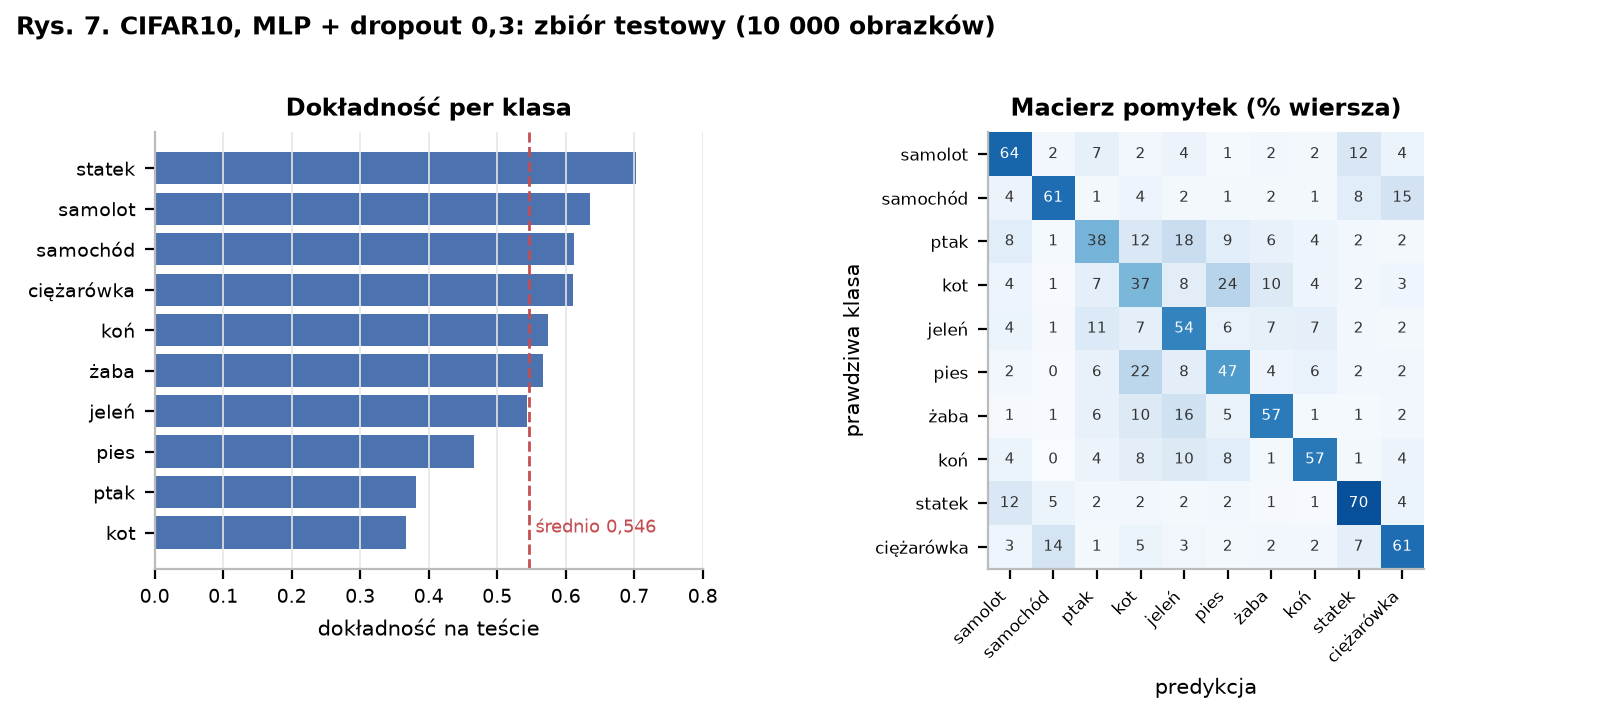 Rys. 7. CIFAR10, MLP + dropout 0,3: zbiór testowy (10 000 obrazków)
Dokładność per klasa
statek
samolot
samochód
ciężarówka
koń
żaba
jeleń
pies
ptak
kot
średnio 0,546
0.0 0.1 0.2 0.3 0.4 0.5 0.6 0.7 0.8
dokładność na teście
Macierz pomyłek (% wiersza)
prawdziwa klasa
samolot 64 2 7 2 4 1 2 2 12 4
samochód 4 61 1 4 2 1 2 1 8 15
ptak 8 1 38 12 18 9 6 4 2 2
kot 4 1 7 37 8 24 10 4 2 3
jeleń 4 1 11 7 54 6 7 7 2 2
pies 2 0 6 22 8 47 4 6 2 2
żaba 1 1 6 10 16 5 57 1 1 2
koń 4 0 4 8 10 8 1 57 1 4
statek 12 5 2 2 2 2 1 1 70 4
ciężarówka 3 14 1 5 3 2 2 2 7 61
samolot samochód ptak kot jeleń pies żaba koń statek ciężarówka
predykcja